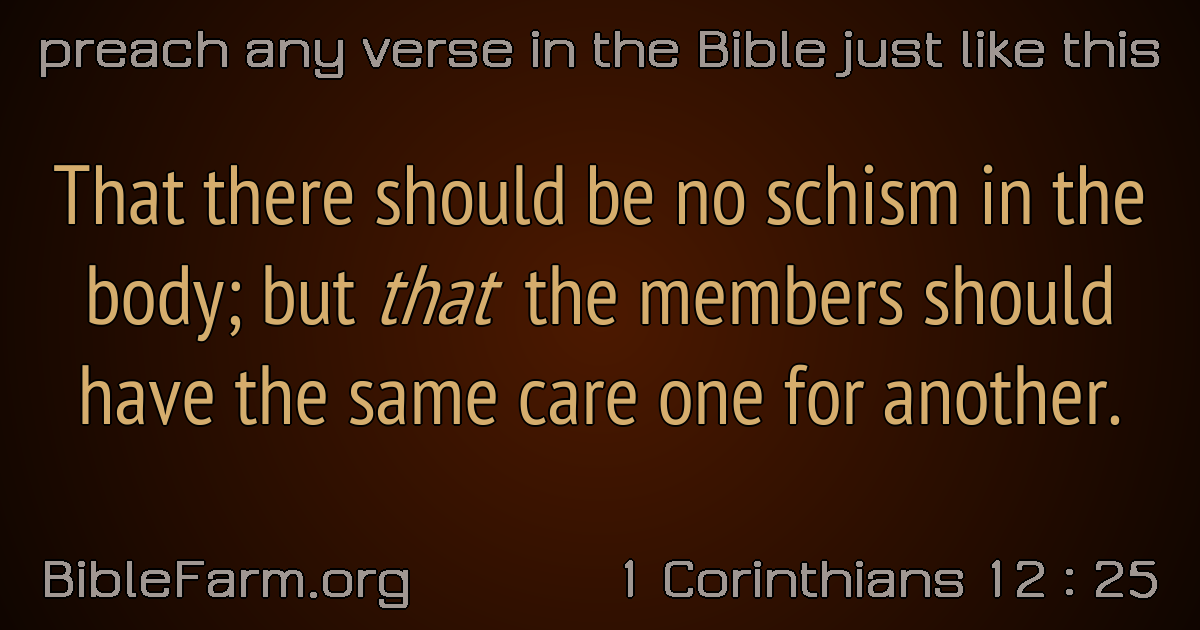 preach any verse in the Bible just like this
That there should be no schism in the
body; but that the members should
have the same care one for another.
BibleFarm.org
1 Corinthians 12 : 25